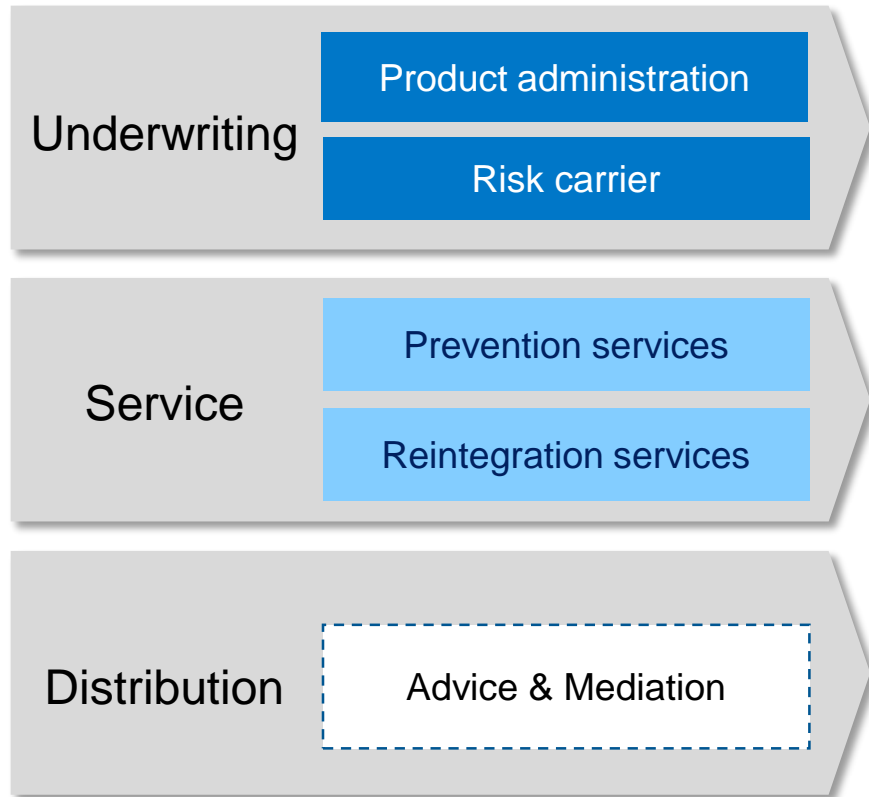 Underwriting
Product administration
Risk carrier
Service
Prevention services
Reintegration services
Distribution
Advice & Mediation